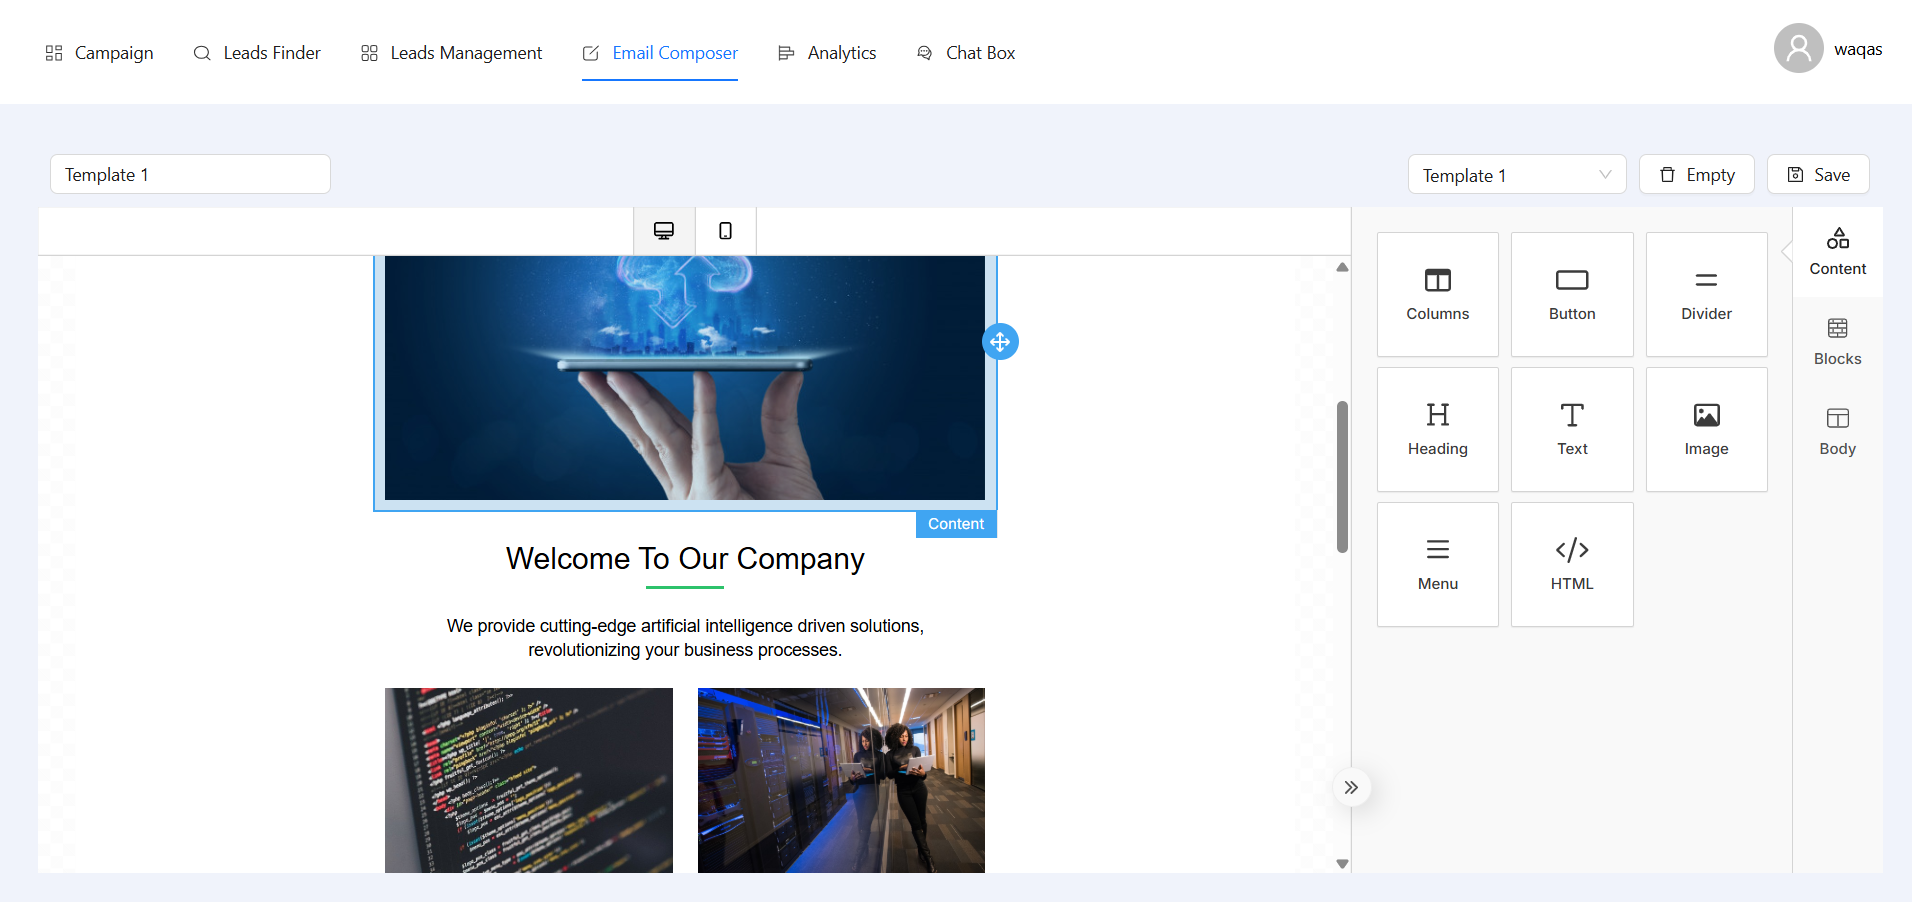 Campaign
Leads Finder
Leads Management
Email Composer
Analytics
Chat Box
waqas
Template 1
Template 1
Empty
Save
Columns
Button
Divider
Heading
Text
Image
Menu
HTML
Content
Blocks
Body
Content
Welcome To Our Company
We provide cutting-edge artificial intelligence driven solutions,
revolutionizing your business processes.